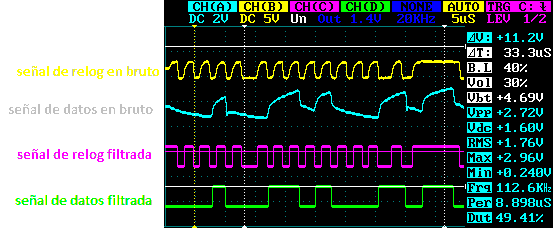 CH(A) CH(B) CH(C) CH(D) NONE AUTO TRG C:
DC 2V DC 5V Un Out 1.4V 20KHz 5uS LEV 1/2
ΔV: +11.2V
ΔT: 33.3uS
B.L 40%
Vol 30%
Vbt +4.69V
Vpp +2.72V
Vdc +1.60V
RMS +1.76V
Max +2.96V
Min +0.240V
Frq 112.6KHz
Per 8.898uS
Dut 49.41%
señal de relog en bruto
señal de datos en bruto
señal de relog filtrada
señal de datos filtrada